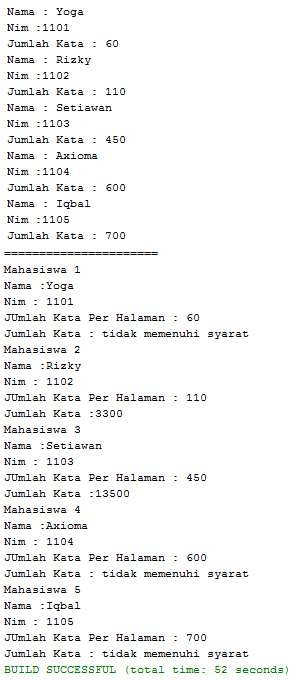 Nama : Yoga
Nim :1101
Jumlah Kata : 60
Nama : Rizky
Nim :1102
Jumlah Kata : 110
Nama : Setiawan
Nim :1103
Jumlah Kata : 450
Nama : Axioma
Nim :1104
Jumlah Kata : 600
Nama : Iqbal
Nim :1105
Jumlah Kata : 700
======================
Mahasiswa 1
Nama :Yoga
Nim : 1101
JUmlah Kata Per Halaman : 60
Jumlah Kata : tidak memenuhi syarat
Mahasiswa 2
Nama :Rizky
Nim : 1102
JUmlah Kata Per Halaman : 110
Jumlah Kata :3300
Mahasiswa 3
Nama :Setiawan
Nim : 1103
JUmlah Kata Per Halaman : 450
Jumlah Kata :13500
Mahasiswa 4
Nama :Axioma
Nim : 1104
JUmlah Kata Per Halaman : 600
Jumlah Kata : tidak memenuhi syarat
Mahasiswa 5
Nama :Iqbal
Nim : 1105
JUmlah Kata Per Halaman : 700
Jumlah Kata : tidak memenuhi syarat
BUILD SUCCESSFUL (total time: 52 seconds)